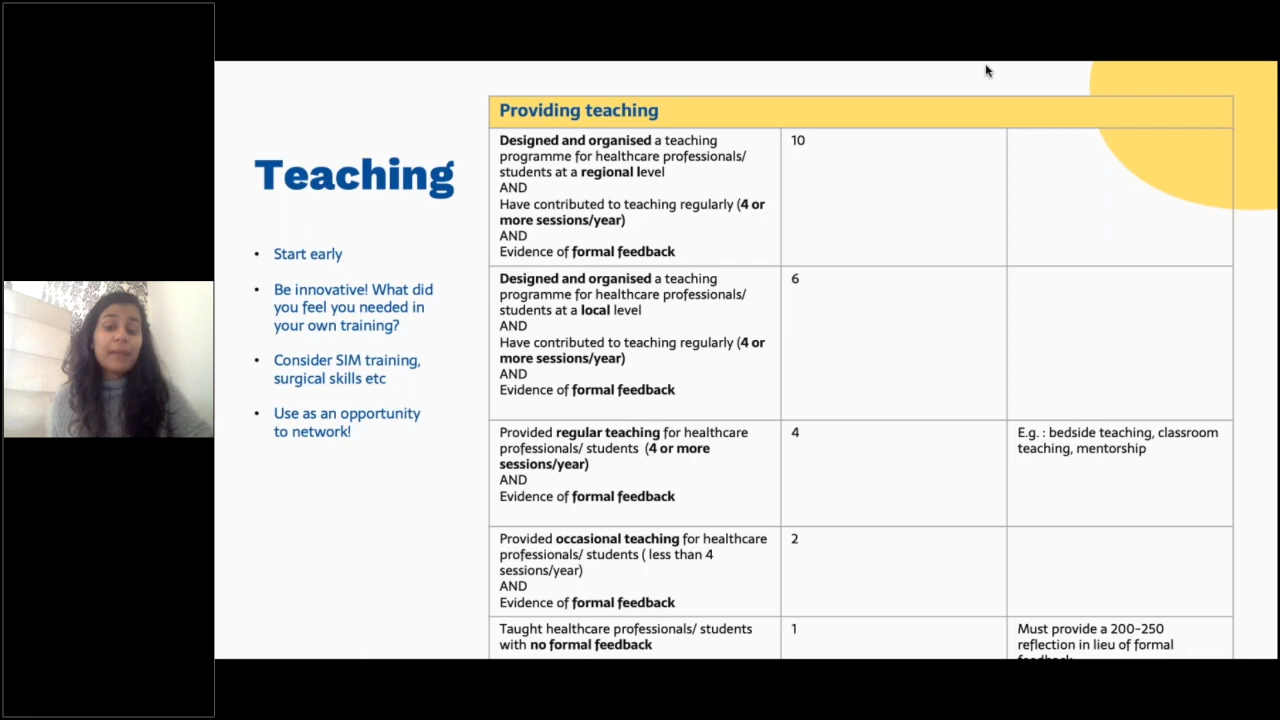 Teaching
• Start early
• Be innovative! What did
you feel you needed in
your own training?
• Consider SIM training,
surgical skills etc
• Use as an opportunity
to network!
Providing teaching
Designed and organised a teaching
programme for healthcare professionals/
students at a regional level
AND
Have contributed to teaching regularly (4 or
more sessions/year)
AND
Evidence of formal feedback
10
Designed and organised a teaching
programme for healthcare professionals/
students at a local level
AND
Have contributed to teaching regularly (4 or
more sessions/year)
AND
Evidence of formal feedback
6
Provided regular teaching for healthcare
professionals/ students (4 or more
sessions/year)
AND
Evidence of formal feedback
4
E.g. : bedside teaching, classroom
teaching, mentorship
Provided occasional teaching for healthcare
professionals/ students ( less than 4
sessions/year)
AND
Evidence of formal feedback
2
Taught healthcare professionals/ students
with no formal feedback
1
Must provide a 200-250
reflection in lieu of formal